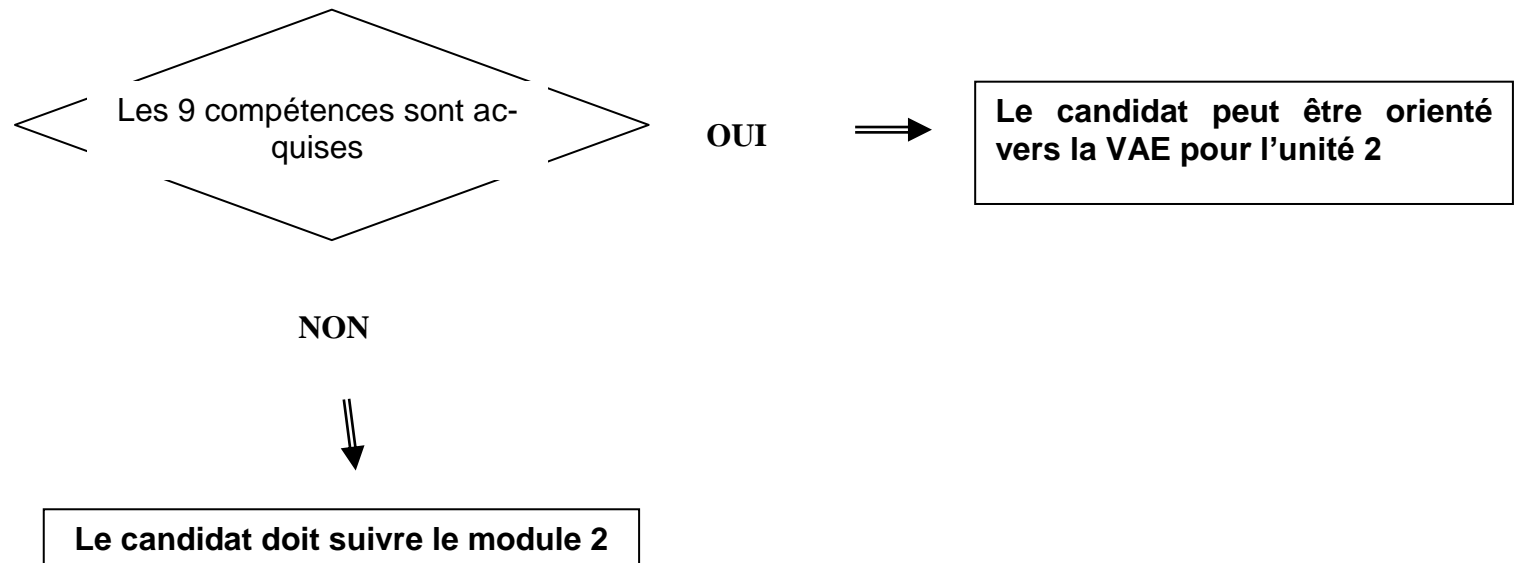 Les 9 compétences sont ac-
quises
OUI
Le candidat peut être orienté
vers la VAE pour l’unité 2
NON
Le candidat doit suivre le module 2